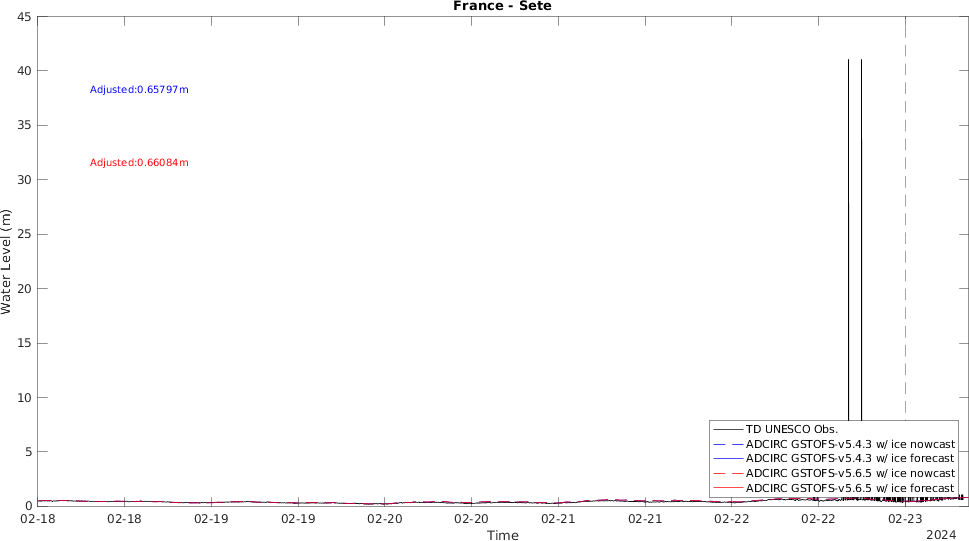 France - Sete
45
40
35
30
25
20
15
10
5
0
Water Level (m)
Adjusted:0.65797m
Adjusted:0.66084m
TD UNESCO Obs.
ADCIRC GSTOFS-v5.4.3 w/ ice nowcast
ADCIRC GSTOFS-v5.4.3 w/ ice forecast
ADCIRC GSTOFS-v5.6.5 w/ ice nowcast
ADCIRC GSTOFS-v5.6.5 w/ ice forecast
02-18 02-18 02-19 02-19 02-20 02-20 02-21 02-21 02-22 02-22 02-23
Time
2024